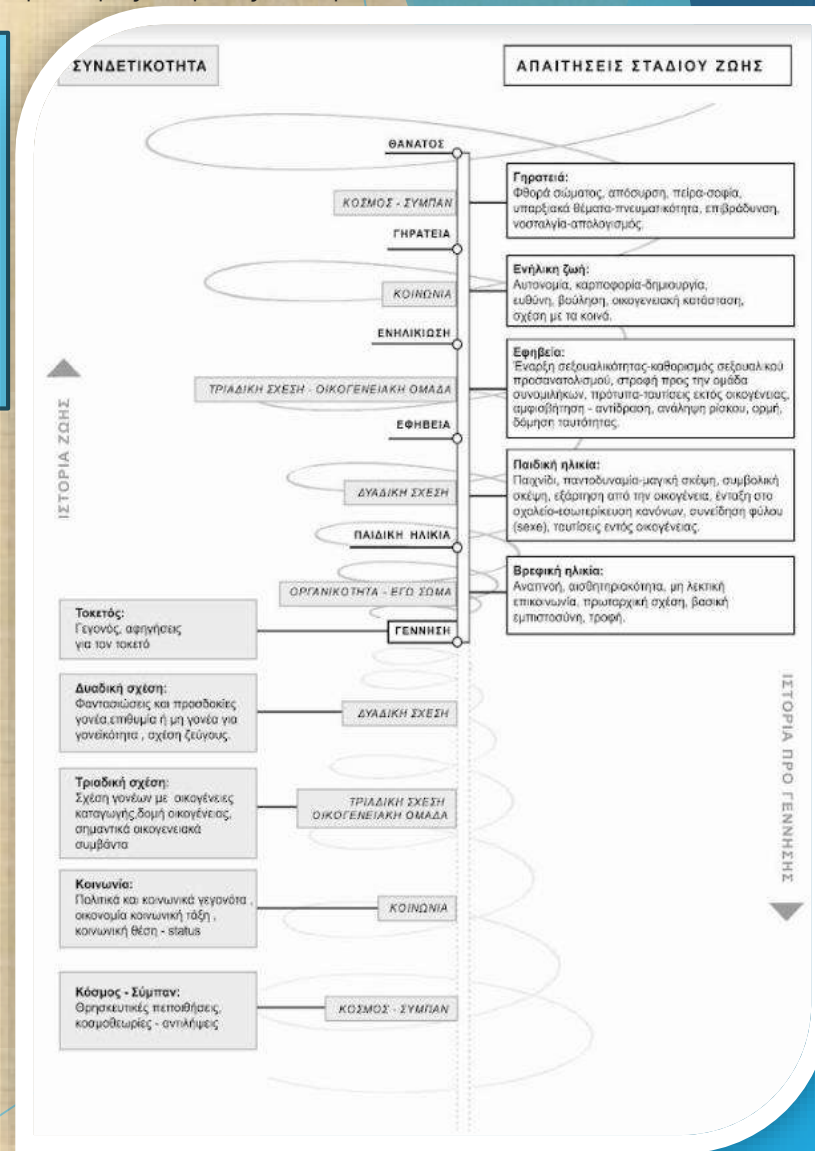 ΣΥΝΔΕΤΙΚΟΤΗΤΑ
ΑΠΑΙΤΗΣΕΙΣ ΣΤΑΔΙΟΥ ΖΩΗΣ
ΘΑΝΑΤΟΣ
ΚΟΣΜΟΣ - ΣΥΜΠΑΝ
Γηρατειά:
Φθορά σώματος, απόσυρση, πείρα-σοφία,
υπαρξιακά θέματα-πνευματικότητα, επιβράδυνση,
νοσταλγία-απολογισμός.
ΓΗΡΑΤΕΙΑ
ΚΟΙΝΩΝΙΑ
Ενήλικη ζωή:
Αυτονομία, καρποφορία-δημιουργία,
ευθύνη, βούληση, οικογενειακή κατάσταση,
σχέση με τα κοινά.
ΕΝΗΛΙΚΙΩΣΗ
ΤΡΙΑΔΙΚΗ ΣΧΕΣΗ - ΟΙΚΟΓΕΝΕΙΑΚΗ ΟΜΑΔΑ
Εφηβεία:
Έναρξη σεξουαλικότητας-καθορισμός σεξουαλικού
προσανατολισμού, στροφή προς την ομάδα
συνομιλήκων, πρότυπα-ταυτίσεις εκτός οικογένειας,
αμφισβήτηση - αντίδραση, ανάληψη ρίσκου, ορμή,
δόμηση ταυτότητας.
ΕΦΗΒΕΙΑ
ΙΣΤΟΡΙΑ ΖΩΗΣ
ΔΥΑΔΙΚΗ ΣΧΕΣΗ
Παιδική ηλικία:
Παιχνίδι, παντοδυναμία-μαγική σκέψη, συμβολική
σκέψη, εξάρτηση από την οικογένεια, ένταξη στο
σχολείο-εσωτερίκευση κανόνων, συνείδηση φύλου
(sexe), ταυτίσεις εντός οικογένειας.
ΠΑΙΔΙΚΗ ΗΛΙΚΙΑ
ΟΡΓΑΝΙΚΟΤΗΤΑ - ΕΓΩ ΣΩΜΑ
Βρεφική ηλικία:
Αναπνοή, αισθητηριακότητα, μη λεκτική
επικοινωνία, πρωταρχική σχέση, βασική
εμπιστοσύνη, τροφή.
ΓΕΝΝΗΣΗ
Τοκετός:
Γεγονός, αφηγήσεις
για τον τοκετό
Δυαδική σχέση:
Φαντασιώσεις και προσδοκίες
γονέα,επιθυμία ή μη γονέα για
γονεϊκότητα , σχέση ζεύγους.
ΔΥΑΔΙΚΗ ΣΧΕΣΗ
ΙΣΤΟΡΙΑ ΠΡΟ ΓΕΝΝΗΣΗΣ
Τριαδική σχέση:
Σχέση γονέων με οικογένειες
καταγωγής,δομή οικογένειας,
σημαντικά οικογενειακά
συμβάντα
ΤΡΙΑΔΙΚΗ ΣΧΕΣΗ
ΟΙΚΟΓΕΝΕΙΑΚΗ ΟΜΑΔΑ
Κοινωνία:
Πολιτικά και κοινωνικά γεγονότα ,
οικονομία κοινωνική τάξη ,
κοινωνική θέση - status
ΚΟΙΝΩΝΙΑ
Κόσμος - Σύμπαν:
Θρησκευτικές πεποιθήσεις,
κοσμοθεωρίες - αντιλήψεις
ΚΟΣΜΟΣ - ΣΥΜΠΑΝ